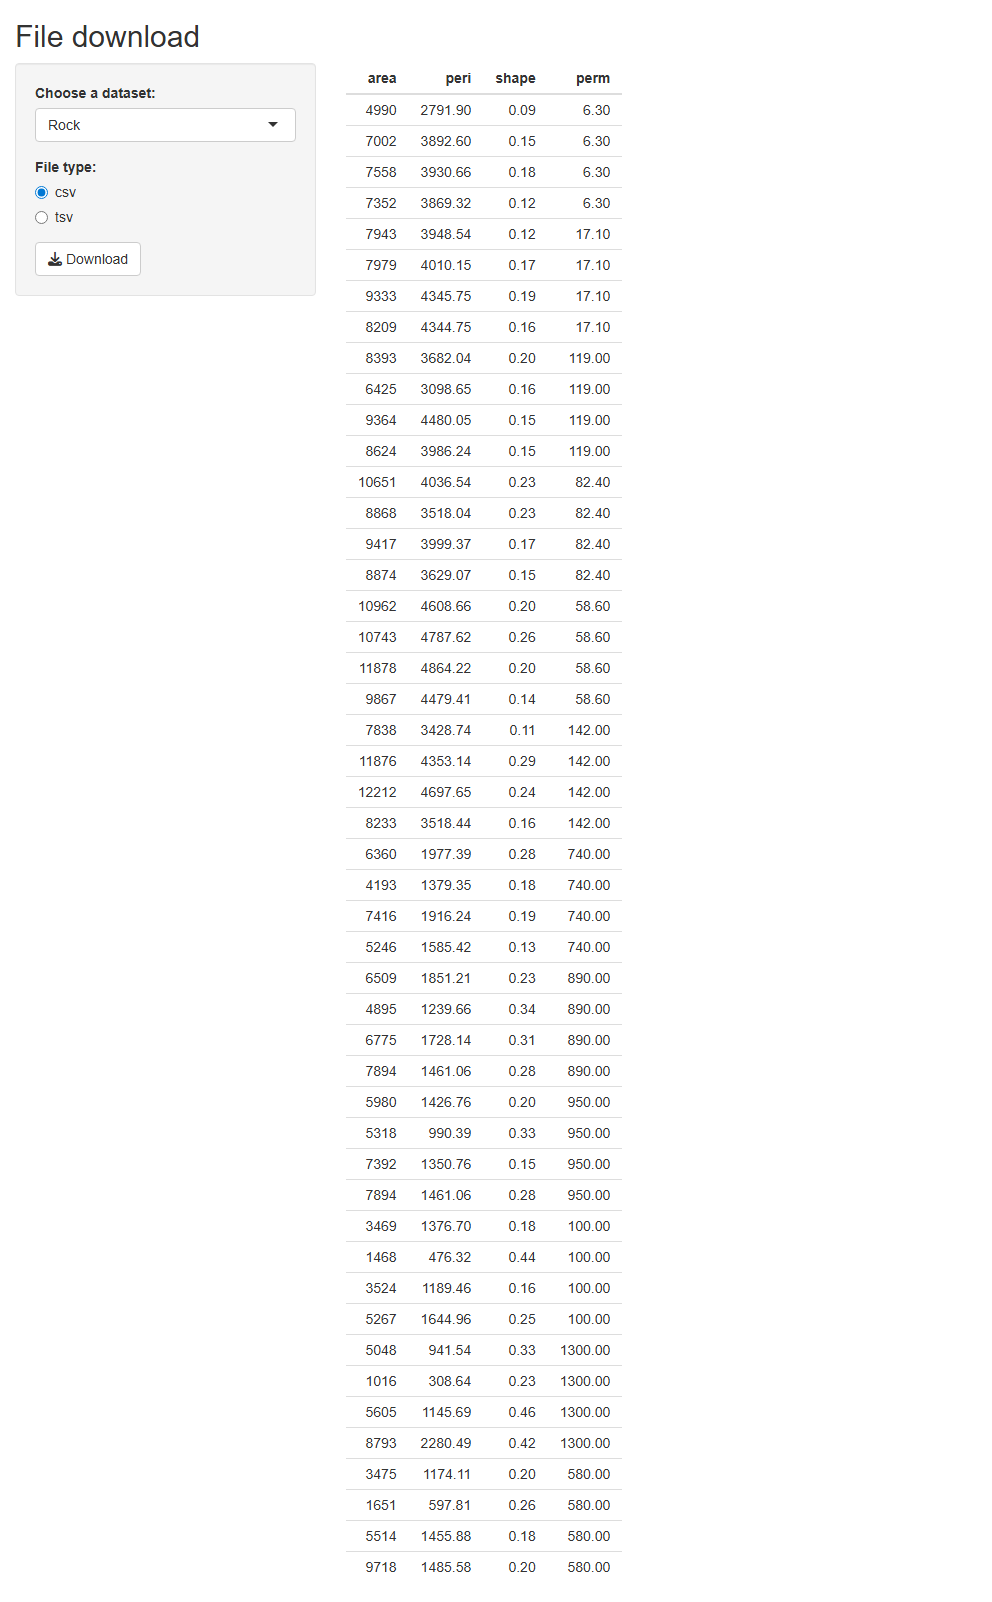 File download
Choose a dataset:
Rock
File type:
csv
tsv
Download
area peri shape perm
4990 2791.90 0.09 6.30
7002 3892.60 0.15 6.30
7558 3930.66 0.18 6.30
7352 3869.32 0.12 6.30
7943 3948.54 0.12 17.10
7979 4010.15 0.17 17.10
9333 4345.75 0.19 17.10
8209 4344.75 0.16 17.10
8393 3682.04 0.20 119.00
6425 3098.65 0.16 119.00
9364 4480.05 0.15 119.00
8624 3986.24 0.15 119.00
10651 4036.54 0.23 82.40
8868 3518.04 0.23 82.40
9417 3999.37 0.17 82.40
8874 3629.07 0.15 82.40
10962 4608.66 0.20 58.60
10743 4787.62 0.26 58.60
11878 4864.22 0.20 58.60
9867 4479.41 0.14 58.60
7838 3428.74 0.11 142.00
11876 4353.14 0.29 142.00
12212 4697.65 0.24 142.00
8233 3518.44 0.16 142.00
6360 1977.39 0.28 740.00
4193 1379.35 0.18 740.00
7416 1916.24 0.19 740.00
5246 1585.42 0.13 740.00
6509 1851.21 0.23 890.00
4895 1239.66 0.34 890.00
6775 1728.14 0.31 890.00
7894 1461.06 0.28 890.00
5980 1426.76 0.20 950.00
5318 990.39 0.33 950.00
7392 1350.76 0.15 950.00
7894 1461.06 0.28 950.00
3469 1376.70 0.18 100.00
1468 476.32 0.44 100.00
3524 1189.46 0.16 100.00
5267 1644.96 0.25 100.00
5048 941.54 0.33 1300.00
1016 308.64 0.23 1300.00
5605 1145.69 0.46 1300.00
8793 2280.49 0.42 1300.00
3475 1174.11 0.20 580.00
1651 597.81 0.26 580.00
5514 1455.88 0.18 580.00
9718 1485.58 0.20 580.00